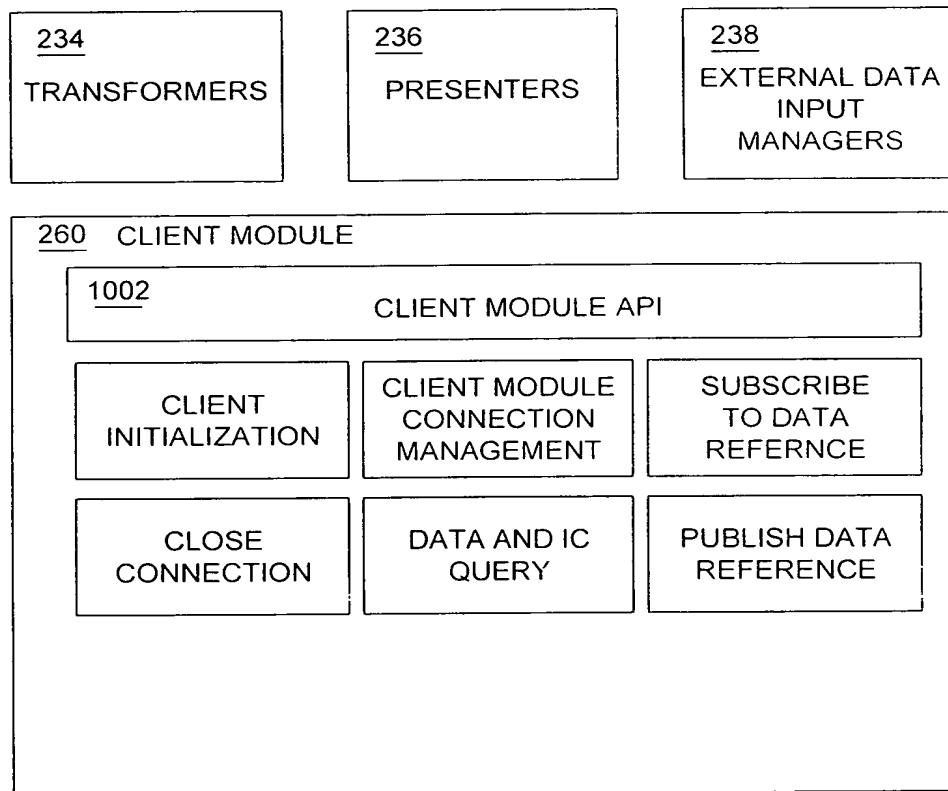 234
TRANSFORMERS
236
PRESENTERS
238
EXTERNAL DATA
INPUT
MANAGERS
260 CLIENT MODULE
1002
CLIENT MODULE API
CLIENT
INITIALIZATION
CLIENT MODULE
CONNECTION
MANAGEMENT
SUBSCRIBE
TO DATA
REFERNCE
CLOSE
CONNECTION
DATA AND IC
QUERY
PUBLISH DATA
REFERENCE